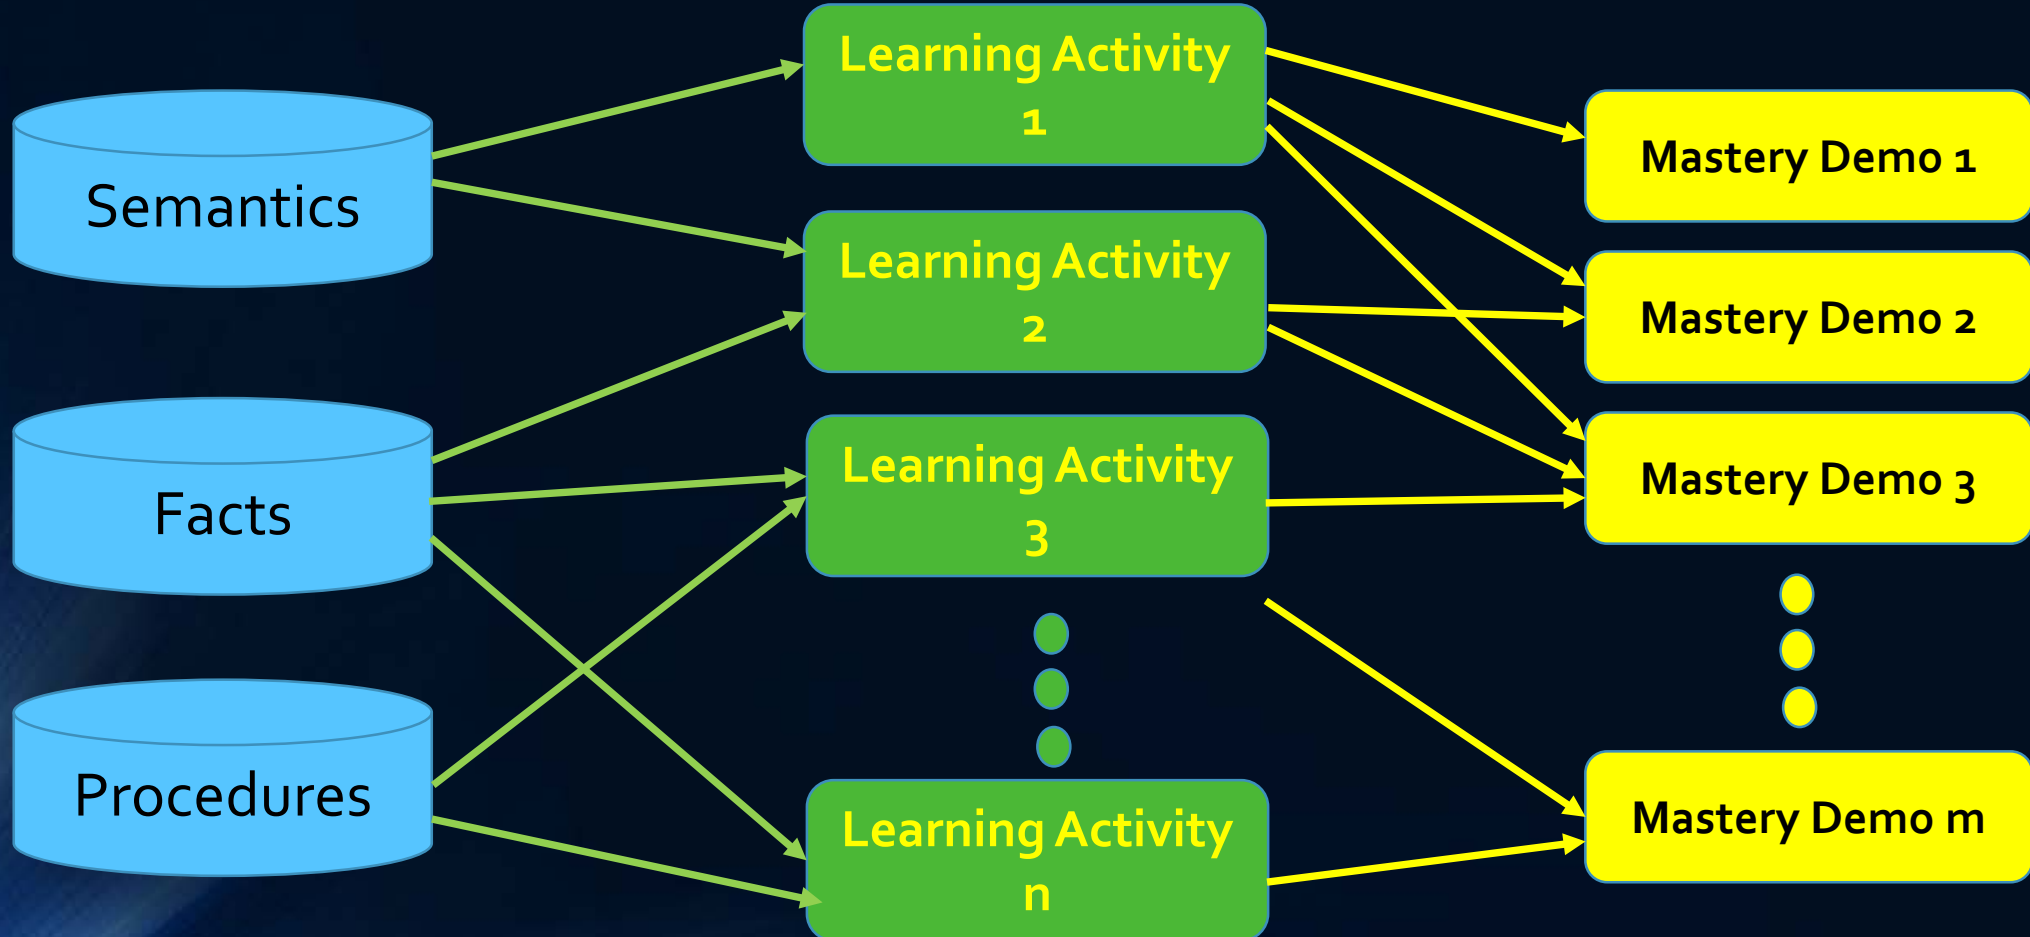 Semantics
Facts
Procedures
Learning Activity
1
Learning Activity
2
Learning Activity
3
Learning Activity
n
Mastery Demo 1
Mastery Demo 2
Mastery Demo 3
Mastery Demo m